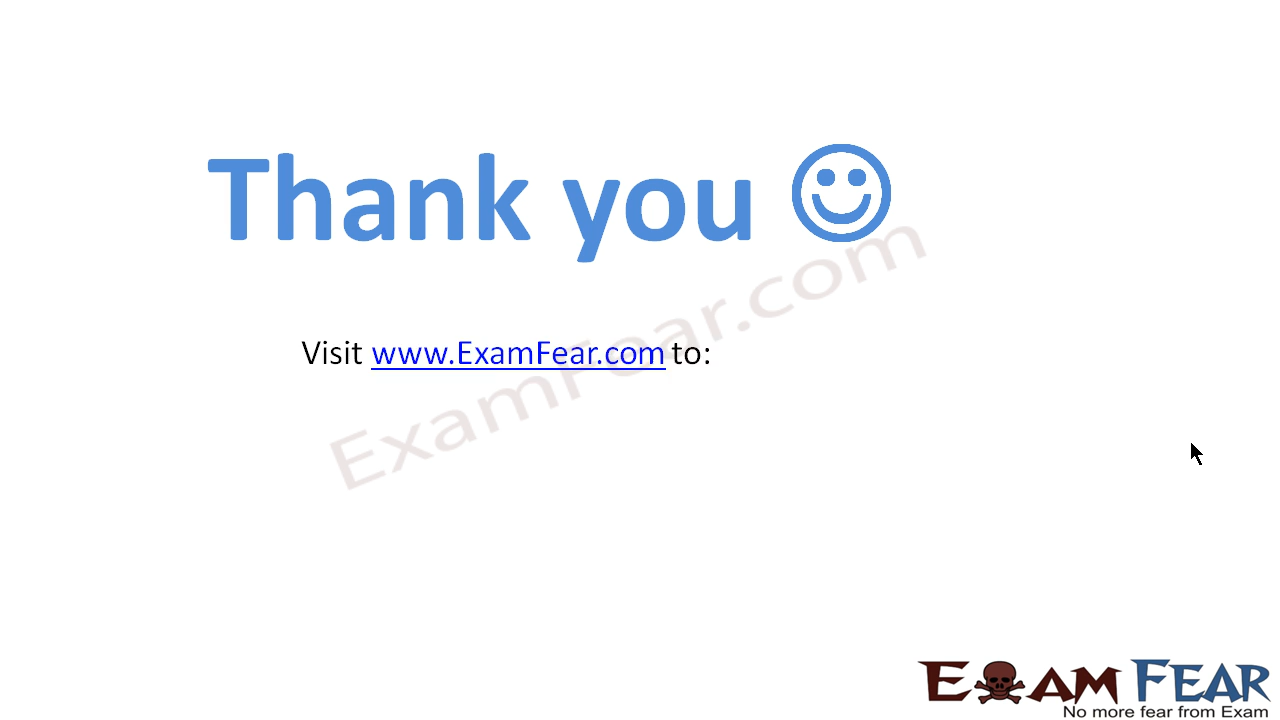 Thank you ☺
Visit www.ExamFear.com to:
ExamFear.com
EXAM FEAR
No more fear from Exam